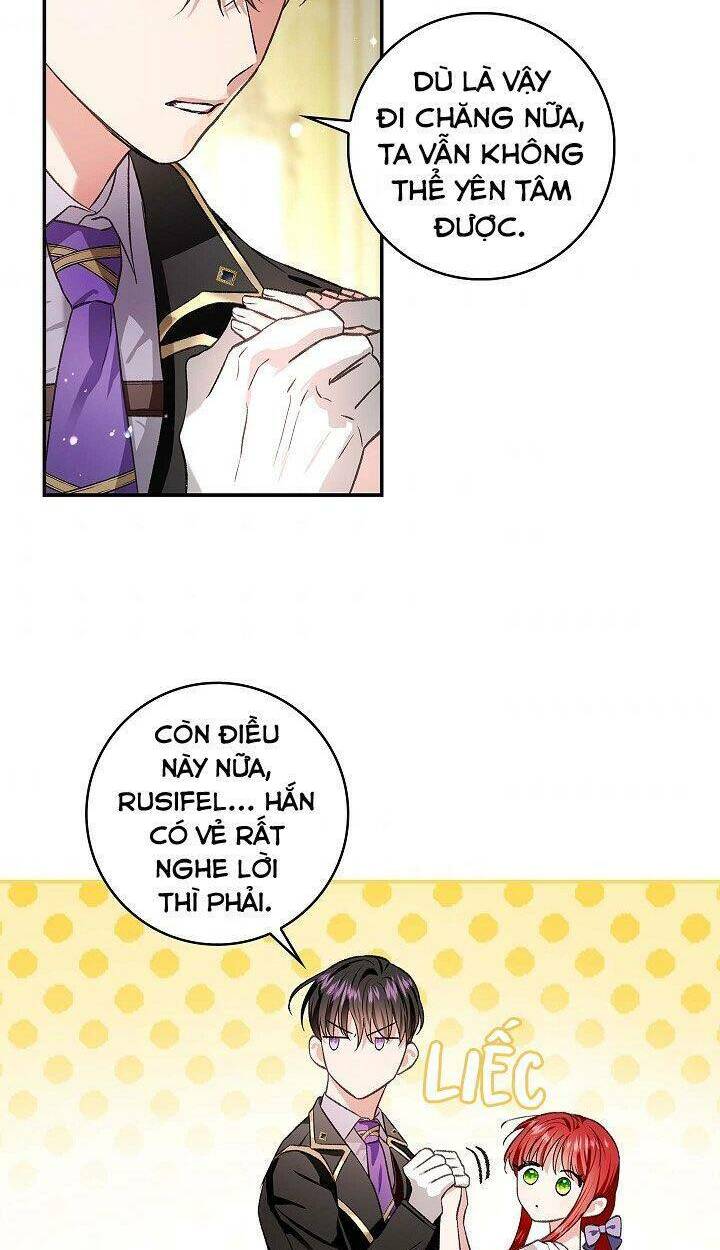 DÙ LÀ VẬY
ĐI CHĂNG NỮA,
TA VẪN KHÔNG
THỂ YÊN TÂM
ĐƯỢC.
CÒN ĐIỀU
NÀY NỮA,
RUSIFEL... HẮN
CÓ VẺ RẤT
NGHE LỜI
THÌ PHẢI.
LIẾC